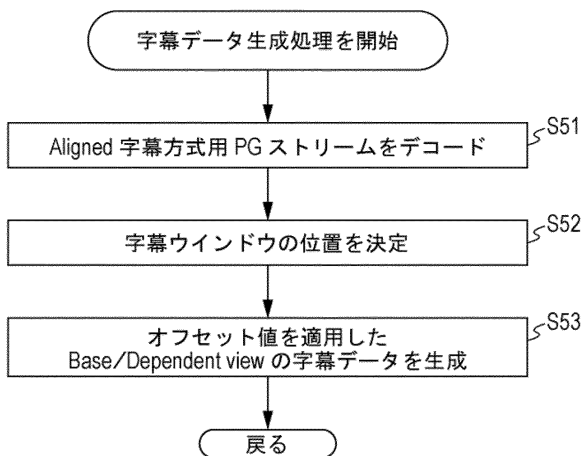 字幕データ生成処理を開始
S51
Aligned 字幕方式用 PG ストリームをデコード
S52
字幕ウインドウの位置を決定
S53
オフセット値を適用した
Base／Dependent view の字幕データを生成
戻る